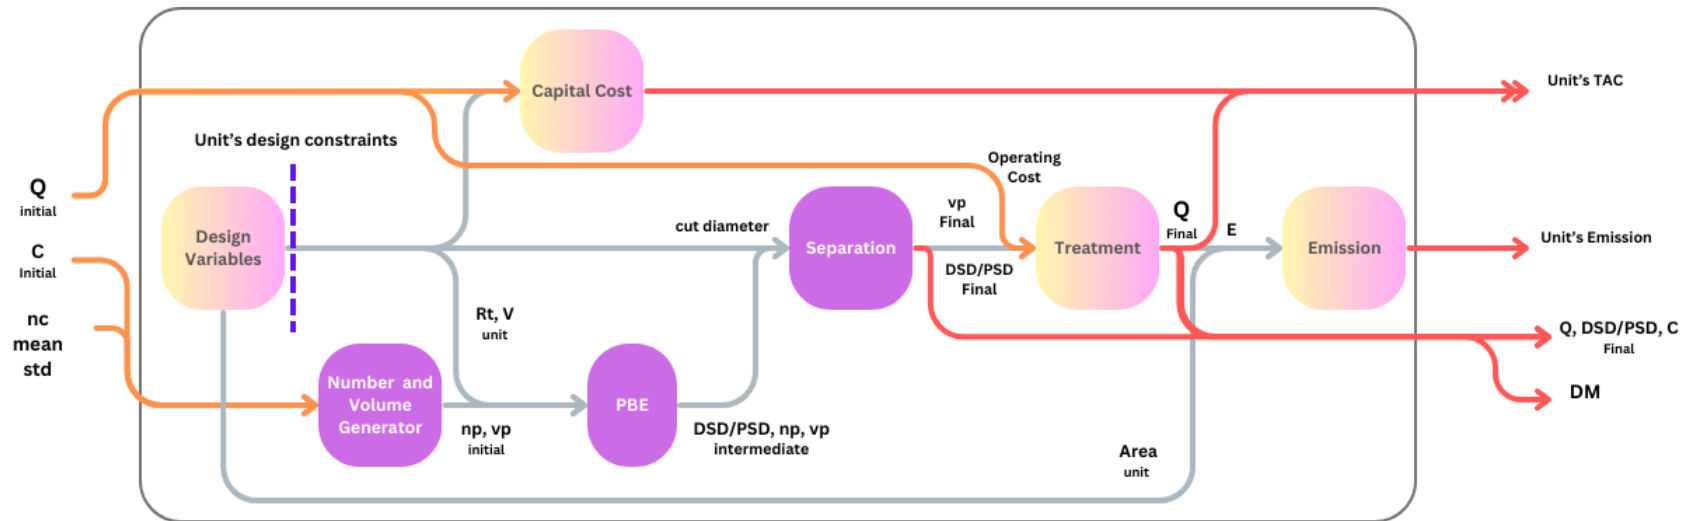 Capital Cost
Unit's TAC
Unit's design constraints
Operating
Cost
Q
initial
C
Initial
nc
mean
std
Design
Variables
cut diameter
Separation
vp
Final
DSD/PSD
Final
Treatment
Q
Final
E
Emission
Unit's Emission
Rt, V
unit
Number and
Volume
Generator
np, vp
initial
PBE
DSD/PSD, np, vp
intermediate
Q, DSD/PSD, C
Final
DM
Area
unit